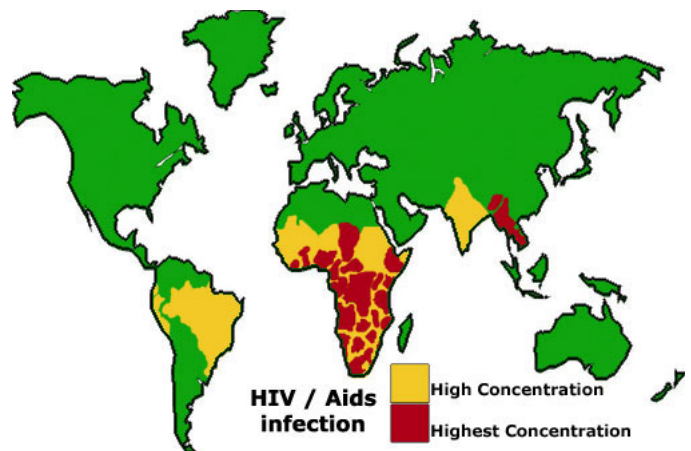 HIV / Aids
infection
High Concentration
Highest Concentration